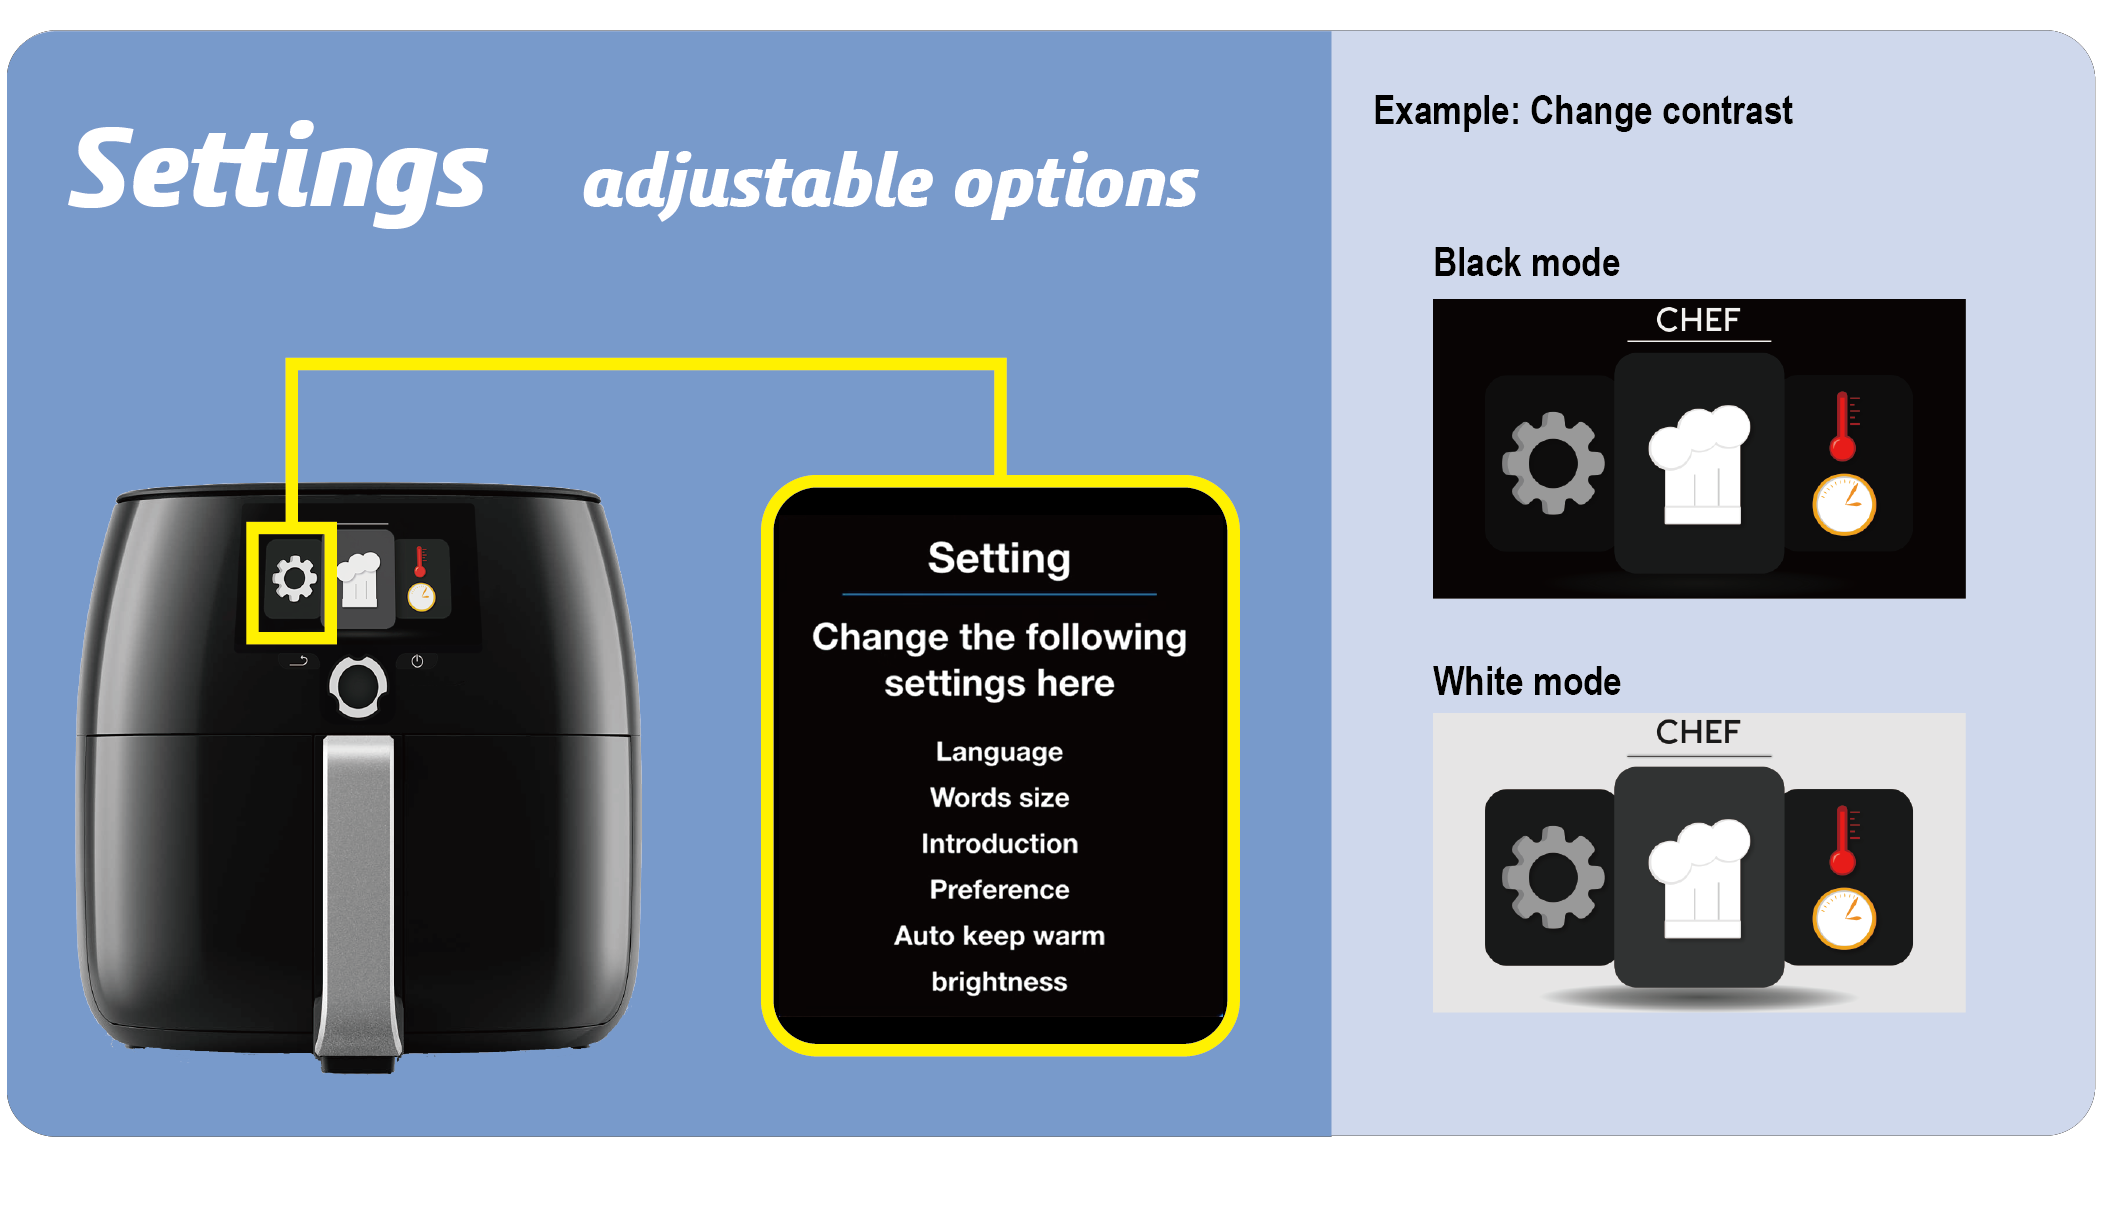 Settings adjustable options
Setting
Change the following
settings here
Language
Words size
Introduction
Preference
Auto keep warm
brightness
Example: Change contrast
Black mode
CHEF
White mode
CHEF